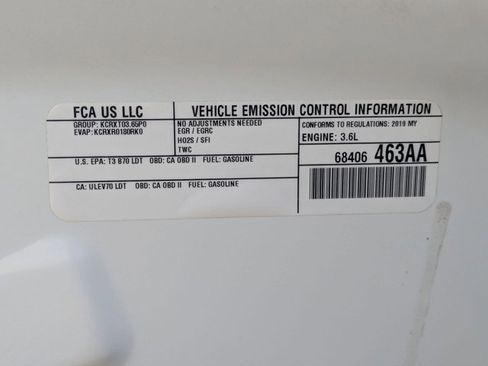 FCA US LLC
GROUP: KCRXT03.65P0
EVAP: KCRXR0180RK0
VEHICLE EMISSION CONTROL INFORMATION
NO ADJUSTMENTS NEEDED
EGR / EGRC
HO2S / SFI
TWC
CONFORMS TO REGULATIONS: 2019 MY
ENGINE: 3.6L
U.S. EPA: T3 B70 LDT OBD: CA OBD II FUEL: GASOLINE
68406 463AA
CA: ULEV70 LDT OBD: CA OBD II FUEL: GASOLINE